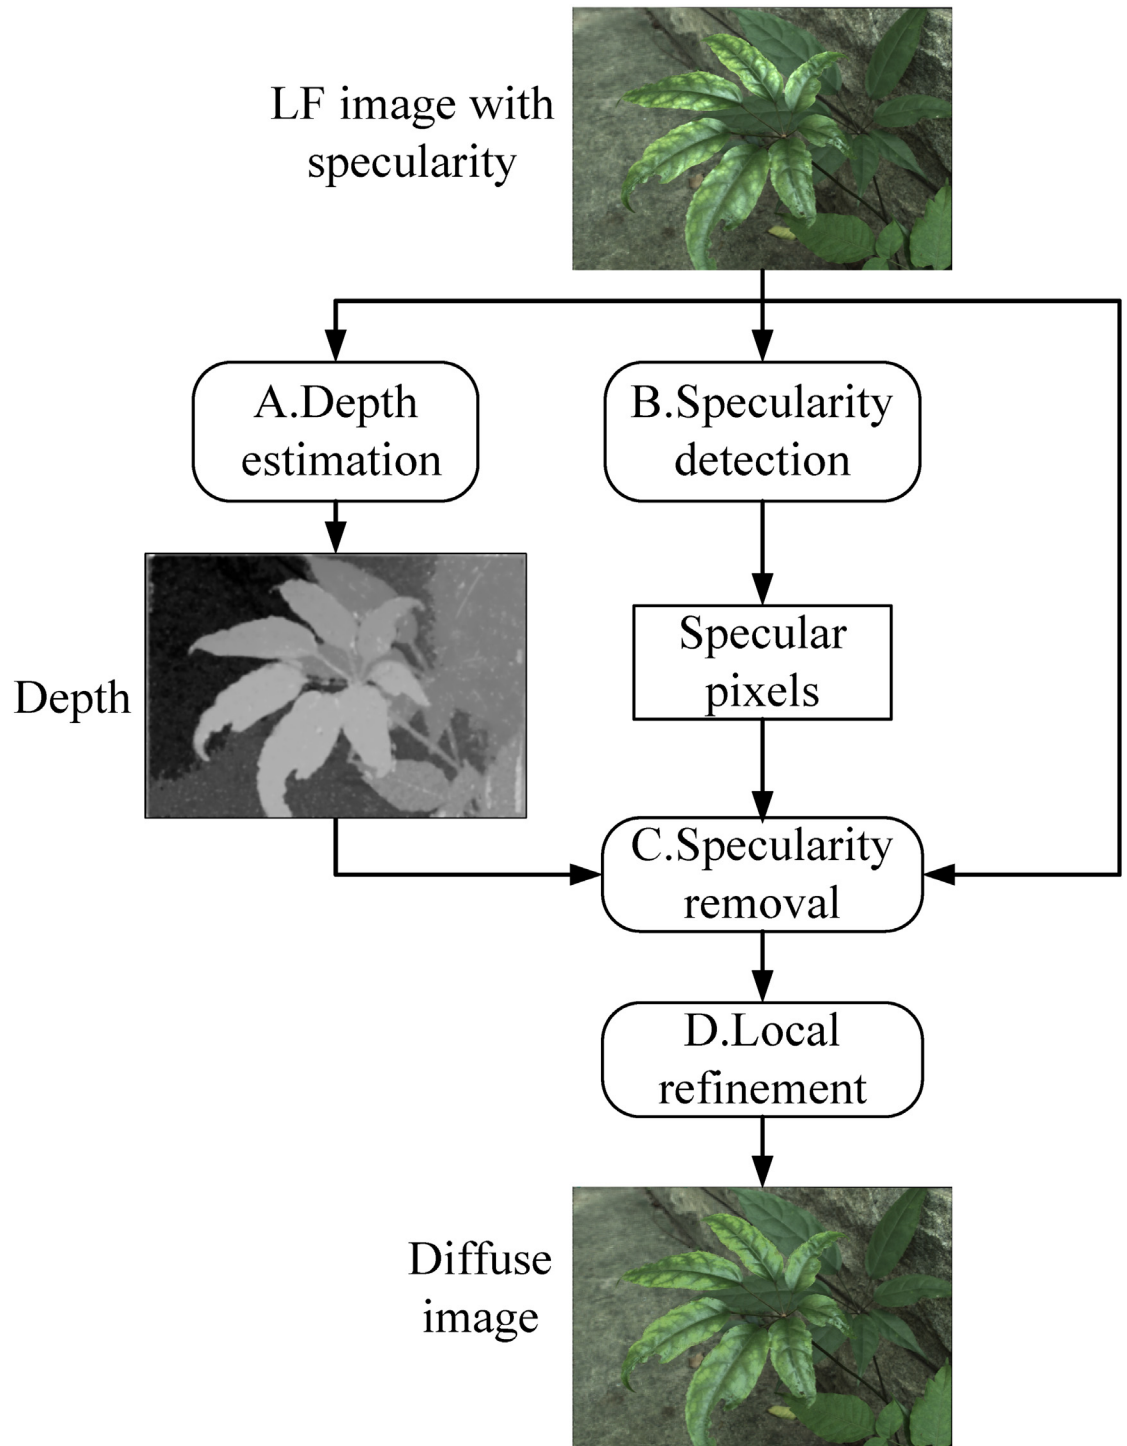 LF image with
specularity
A.Depth
estimation
B.Specularity
detection
Specular
pixels
Depth
C.Specularity
removal
D.Local
refinement
Diffuse
image